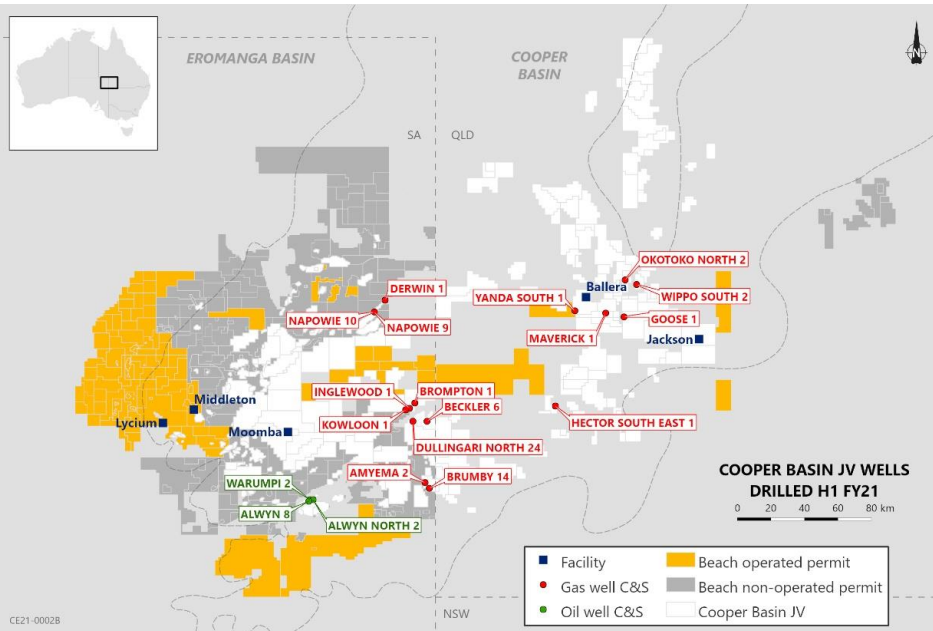 EROMANGA BASIN
COOPER
BASIN
N
SA
QLD
OKOTOKO NORTH 2
DERWIN 1
Ballera
YANDA SOUTH 1
WIPPO SOUTH 2
NAPOWIE 10
NAPOWIE 9
GOOSE 1
MAVERICK 1
Jackson
INGLEWOOD 1
BROMPTON 1
Middleton
BECKLER 6
Lycium
KOWLOON 1
HECTOR SOUTH EAST 1
Moomba
DULLINGARI NORTH 24
AMYEMA 2
BRUMBY 14
WARUMPI 2
ALWYN 8
ALWYN NORTH 2
COOPER BASIN JV WELLS
DRILLED H1 FY21
0 20 40 60 80 km
Facility
Beach operated permit
Gas well C&S
Beach non-operated permit
Oil well C&S
Cooper Basin JV
NSW
CE21-0002B